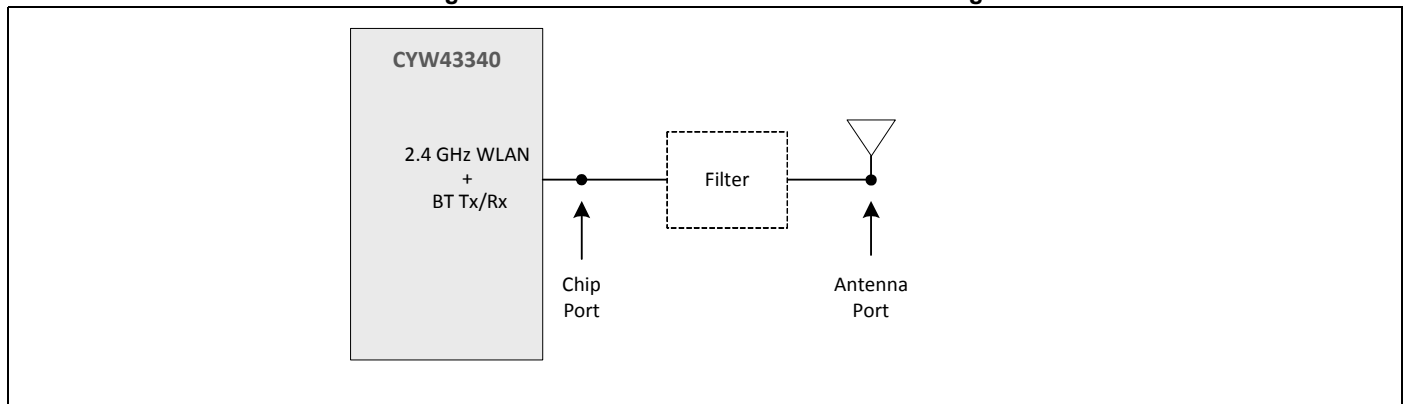 CYW43340
2.4 GHz WLAN
+
BT Tx/Rx
Filter
Chip
Port
Antenna
Port